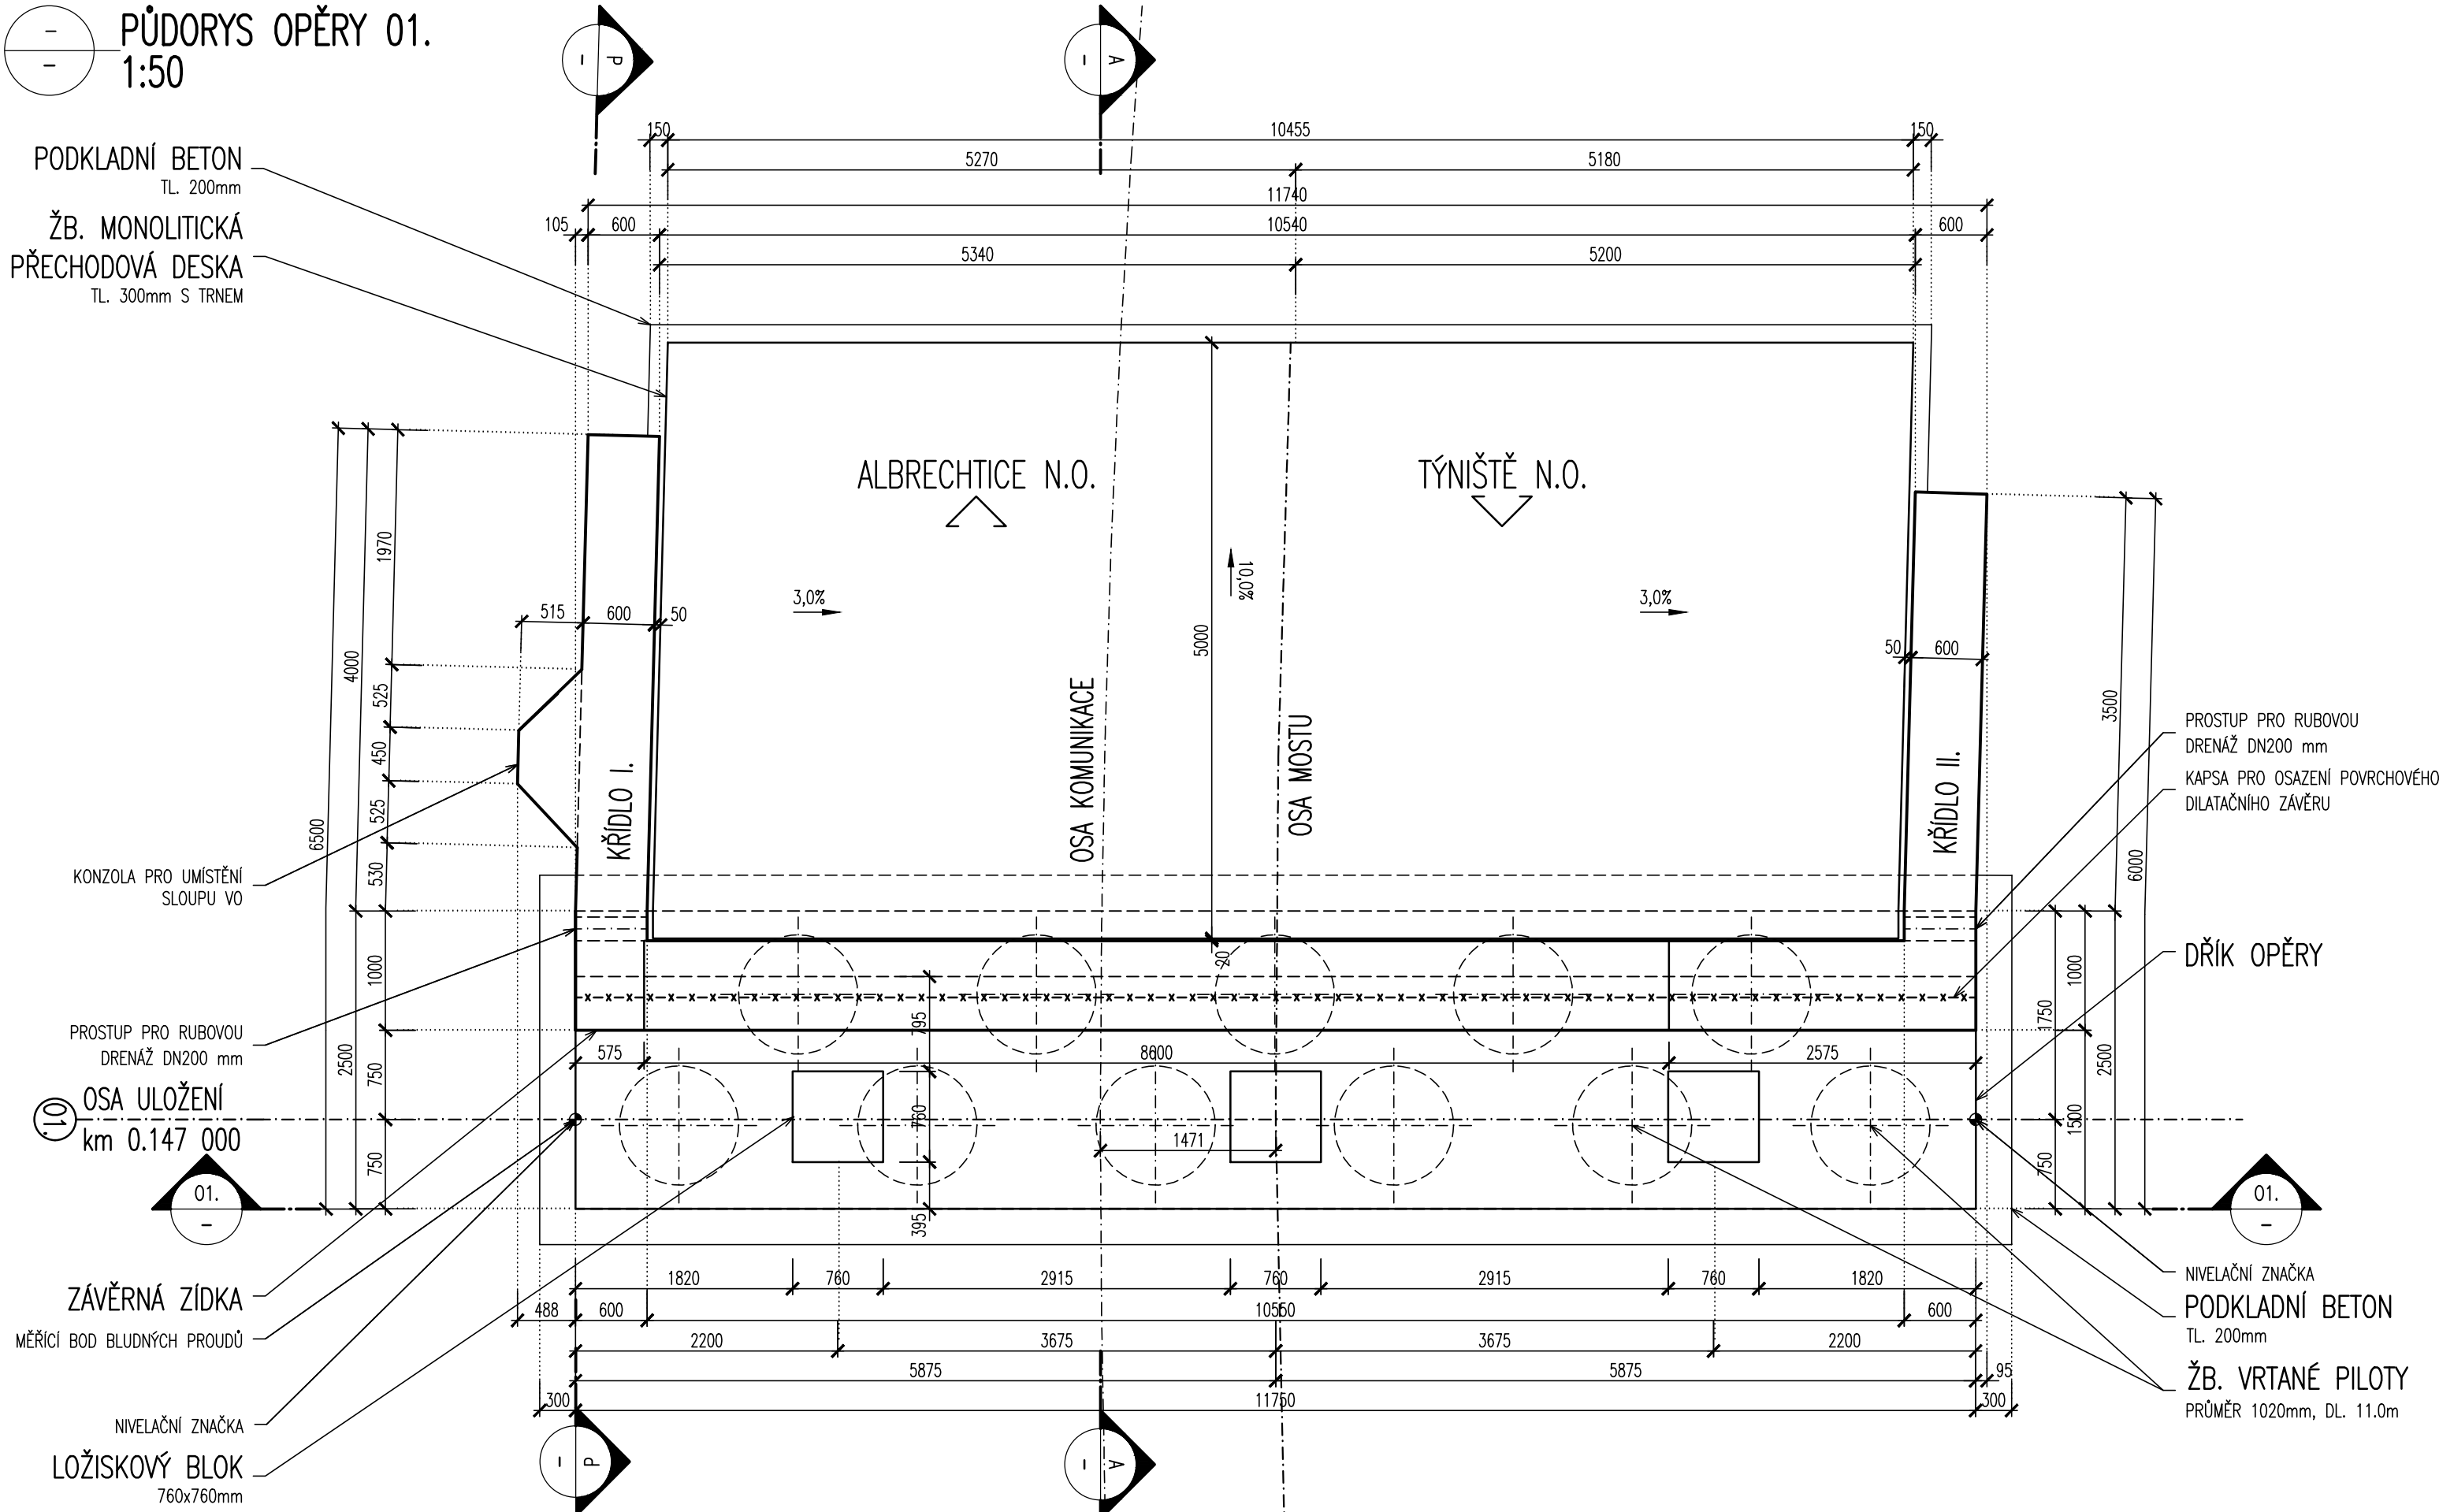 PŮDORYS OPĚRY 01.
1:50
-
-
P
-
A
-
PODKLADNÍ BETON
TL. 200mm
ŽB. MONOLITICKÁ
PŘECHODOVÁ DESKA
TL. 300mm S TRNEM
150
10455
150
5270
5180
11740
105
600
10540
600
5340
5200
ALBRECHTICE N.O.
TÝNIŠTĚ N.O.
3,0%
10,0%
3,0%
5000
515
600
50
50
600
1970
525
450
525
530
4000
6500
1000
750
750
2500
3500
6000
1000
1750
2500
1500
750
KŘÍDLO I.
OSA KOMUNIKACE
OSA MOSTU
KŘÍDLO II.
PROSTUP PRO RUBOVOU
DRENÁŽ DN200 mm
KAPSA PRO OSAZENÍ POVRCHOVÉHO
DILATAČNÍHO ZÁVĚRU
KONZOLA PRO UMÍSTĚNÍ
SLOUPU VO
DŘÍK OPĚRY
PROSTUP PRO RUBOVOU
DRENÁŽ DN200 mm
20
795
575
8600
2575
760
1471
395
01.
OSA ULOŽENÍ
km 0.147 000
01.
-
01.
-
ZÁVĚRNÁ ZÍDKA
MĚŘÍCÍ BOD BLUDNÝCH PROUDŮ
NIVELAČNÍ ZNAČKA
LOŽISKOVÝ BLOK
760x760mm
NIVELAČNÍ ZNAČKA
PODKLADNÍ BETON
TL. 200mm
ŽB. VRTANÉ PILOTY
PRŮMĚR 1020mm, DL. 11.0m
1820
760
2915
760
2915
760
1820
488
600
10550
600
2200
3675
3675
2200
5875
5875
95
300
11750
300
P
-
A
-